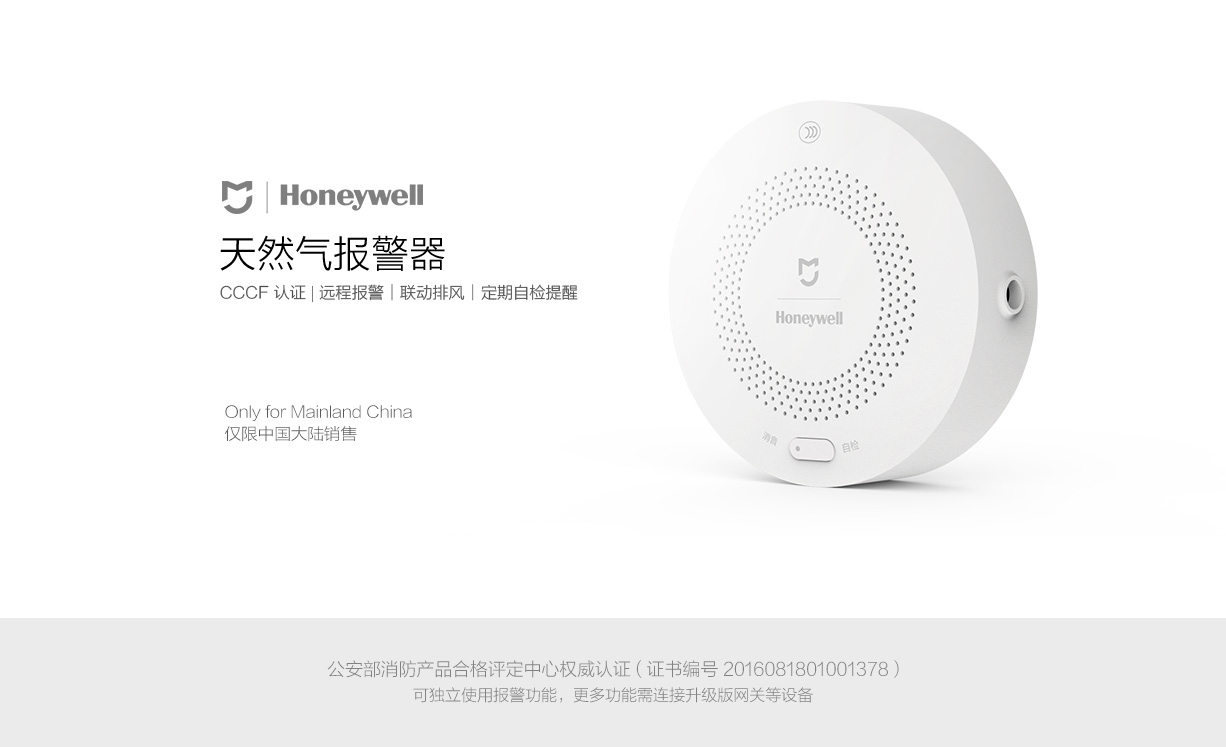 Honeywell
天然气报警器
CCCF 认证 | 远程报警 | 联动排风 | 定期自检提醒
Only for Mainland China
仅限中国大陆销售
Honeywell
消音 自检
公安部消防产品合格评定中心权威认证（证书编号 2016081801001378）
可独立使用报警功能，更多功能需连接升级版网关等设备